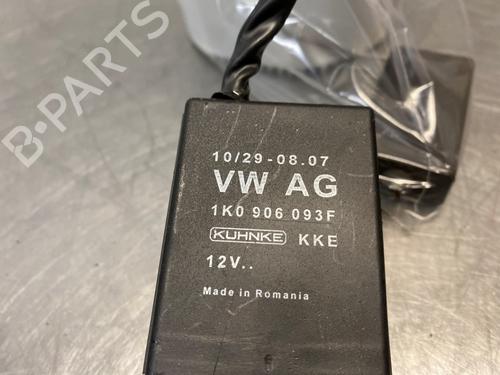 B-PARTS
10/29-08.07
VW AG
1K0 906 093F
KUHNKE KKE
12V..
Made in Romania